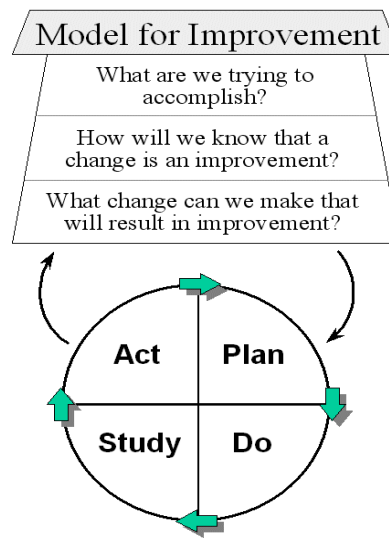 Model for Improvement
What are we trying to
accomplish?
How will we know that a
change is an improvement?
What change can we make that
will result in improvement?
Act
Plan
Study
Do